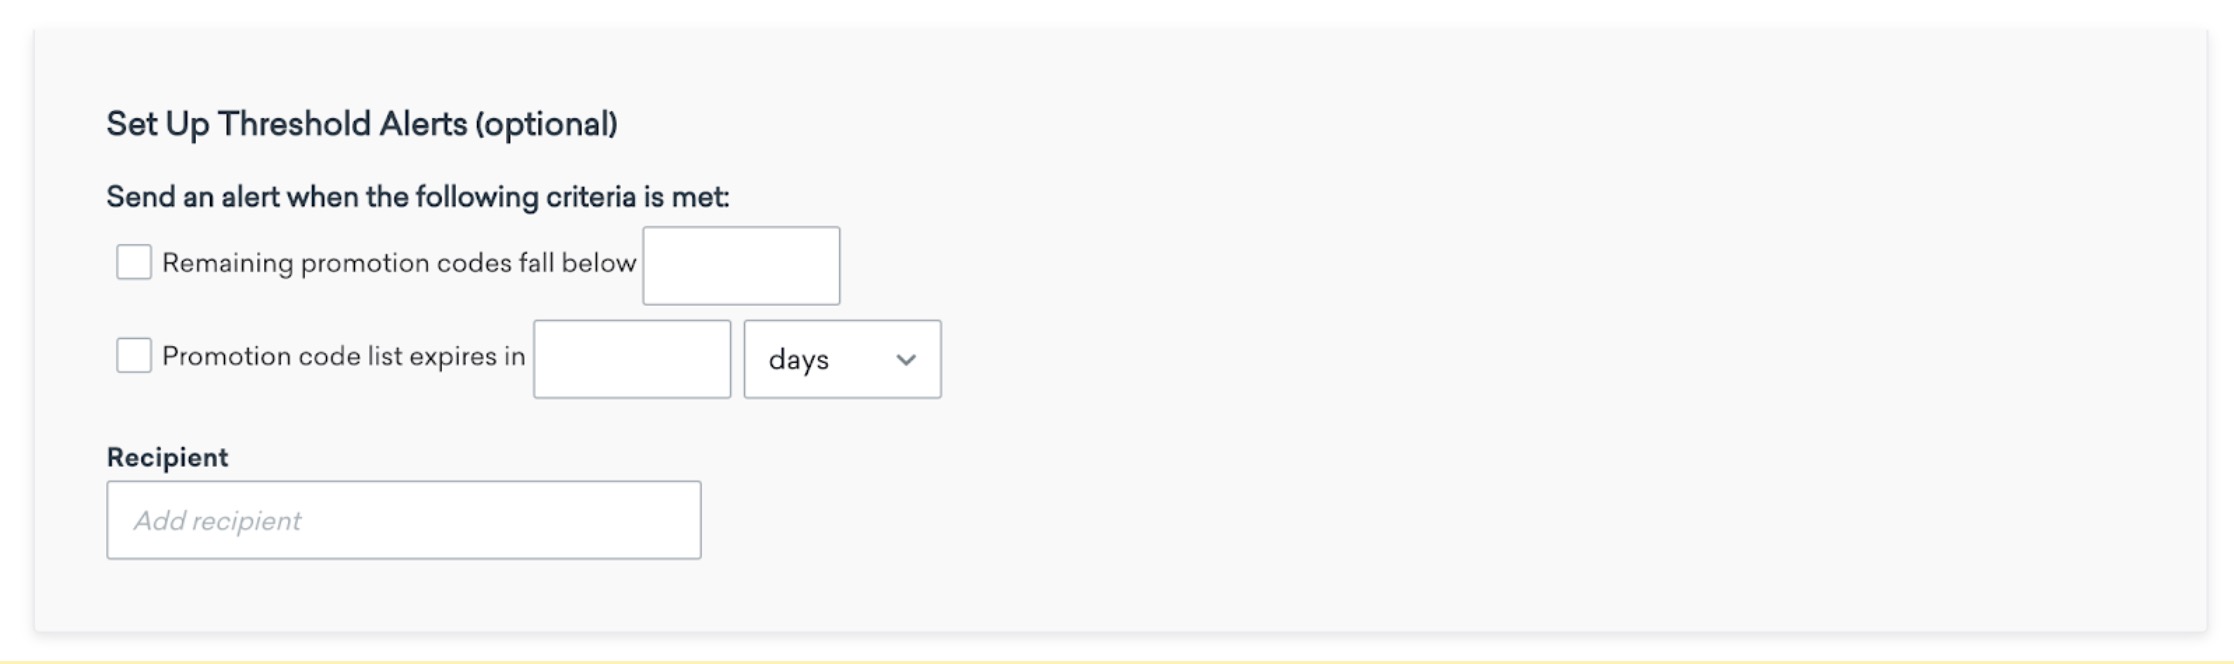 Set Up Threshold Alerts (optional)
Send an alert when the following criteria is met:
Remaining promotion codes fall below
Promotion code list expires in days
Recipient
Add recipient